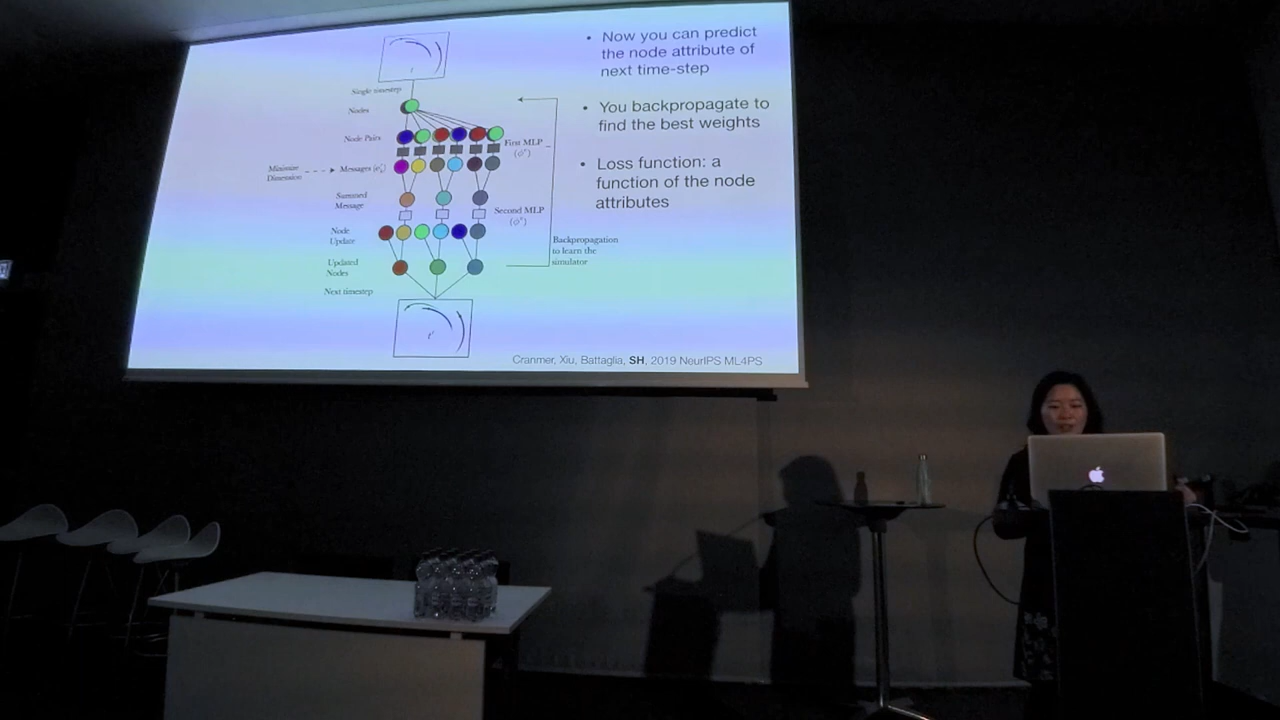 • Now you can predict
the node attribute of
next time-step
• You backpropagate to
find the best weights
• Loss function: a
function of the node
attributes
Single timestep
Nodes
Node Pairs
First MLP
Minimize
Dimension
Messages
Summed
Message
Second MLP
Node
Update
Updated
Nodes
Backpropagation
to learn the
simulator
Next timestep
t'
Cranmer, Xiu, Battaglia, SH, 2019 NeurIPS ML4PS